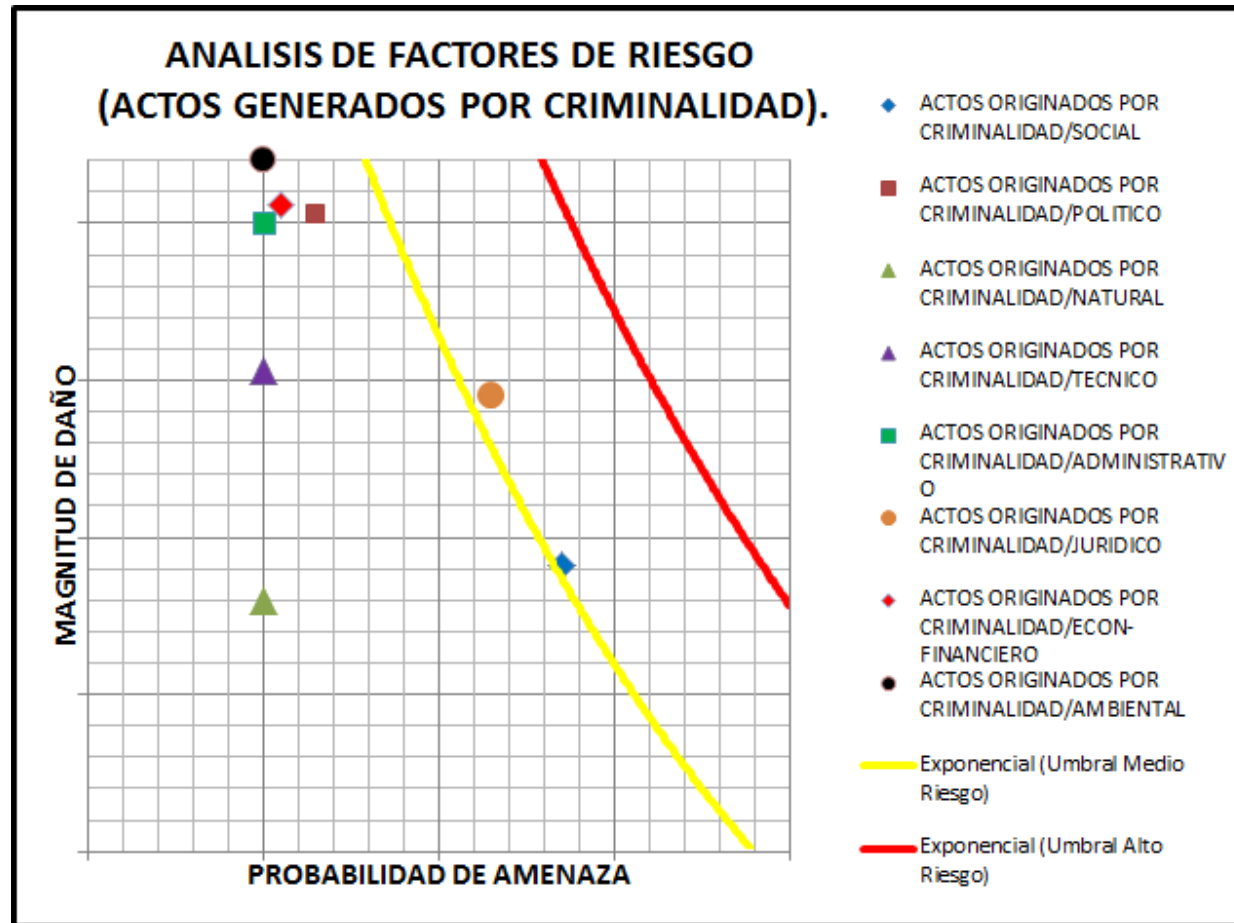 ANALISIS DE FACTORES DE RIESGO
(ACTOS GENERADOS POR CRIMINALIDAD).
MAGNITUD DE DAÑO
PROBABILIDAD DE AMENAZA
ACTOS ORIGINADOS POR
CRIMINALIDAD/SOCIAL
ACTOS ORIGINADOS POR
CRIMINALIDAD/POLITICO
ACTOS ORIGINADOS POR
CRIMINALIDAD/NATURAL
ACTOS ORIGINADOS POR
CRIMINALIDAD/TECNICO
ACTOS ORIGINADOS POR
CRIMINALIDAD/ADMINISTRATIV
O
ACTOS ORIGINADOS POR
CRIMINALIDAD/JURIDICO
ACTOS ORIGINADOS POR
CRIMINALIDAD/ECON-
FINANCIERO
ACTOS ORIGINADOS POR
CRIMINALIDAD/AMBIENTAL
Exponencial (Umbral Medio
Riesgo)
Exponencial (Umbral Alto
Riesgo)